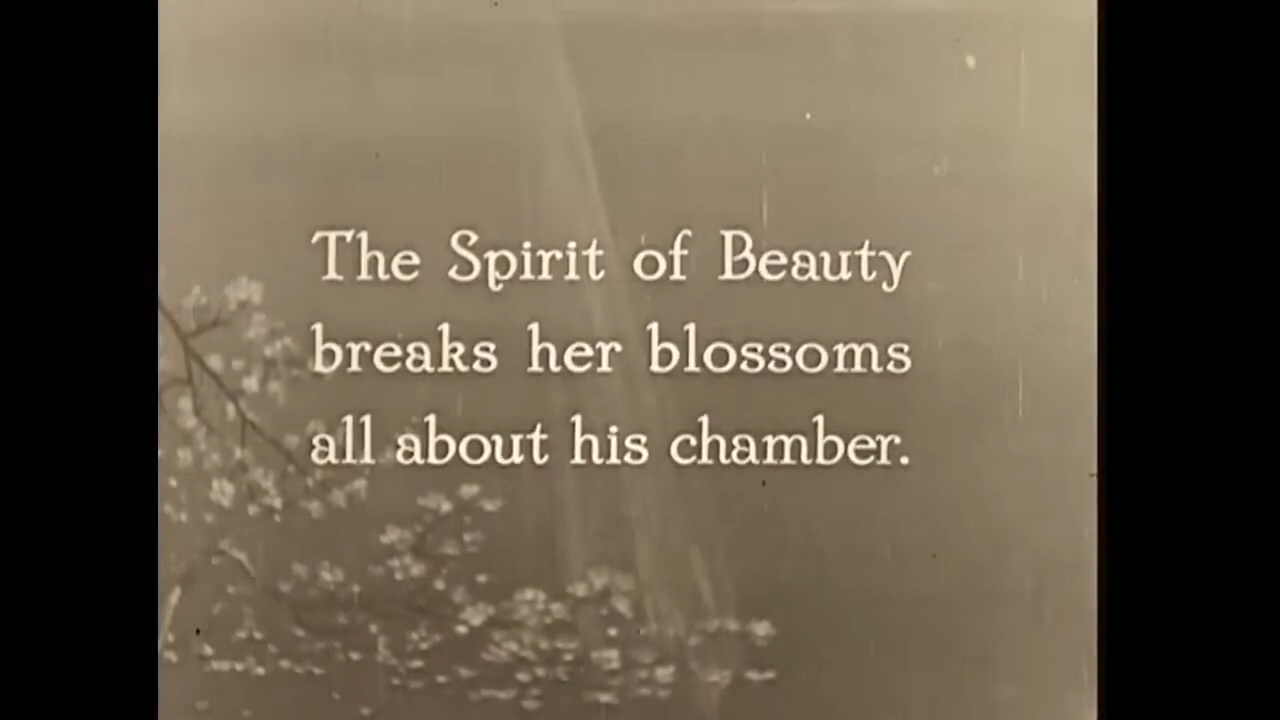 The Spirit of Beauty
breaks her blossoms
all about his chamber.